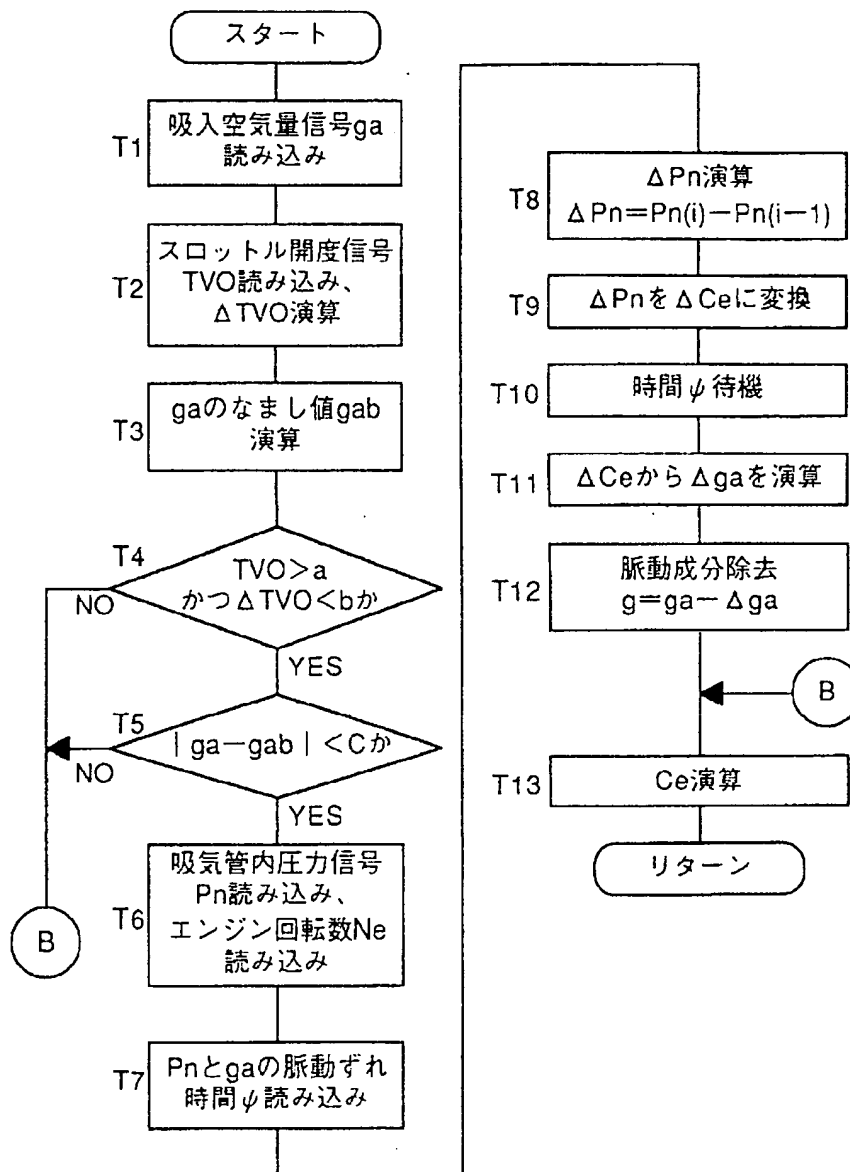 スタート
T1
吸入空気量信号ga
読み込み
T2
スロットル開度信号
TVO読み込み、
ΔTVO演算
T3
gaのなまし値gab
演算
T4
TVO>a
かつΔTVO<bか
NO
YES
T5
|ga−gab|<Cか
NO
YES
B
T6
吸気管内圧力信号
Pn読み込み、
エンジン回転数Ne
読み込み
T7
Pnとgaの脈動ずれ
時間ψ読み込み
T8
ΔPn演算
ΔPn=Pn(i)−Pn(i−1)
T9
ΔPnをΔCeに変換
T10
時間ψ待機
T11
ΔCeからΔgaを演算
T12
脈動成分除去
g=ga−Δga
B
T13
Ce演算
リターン